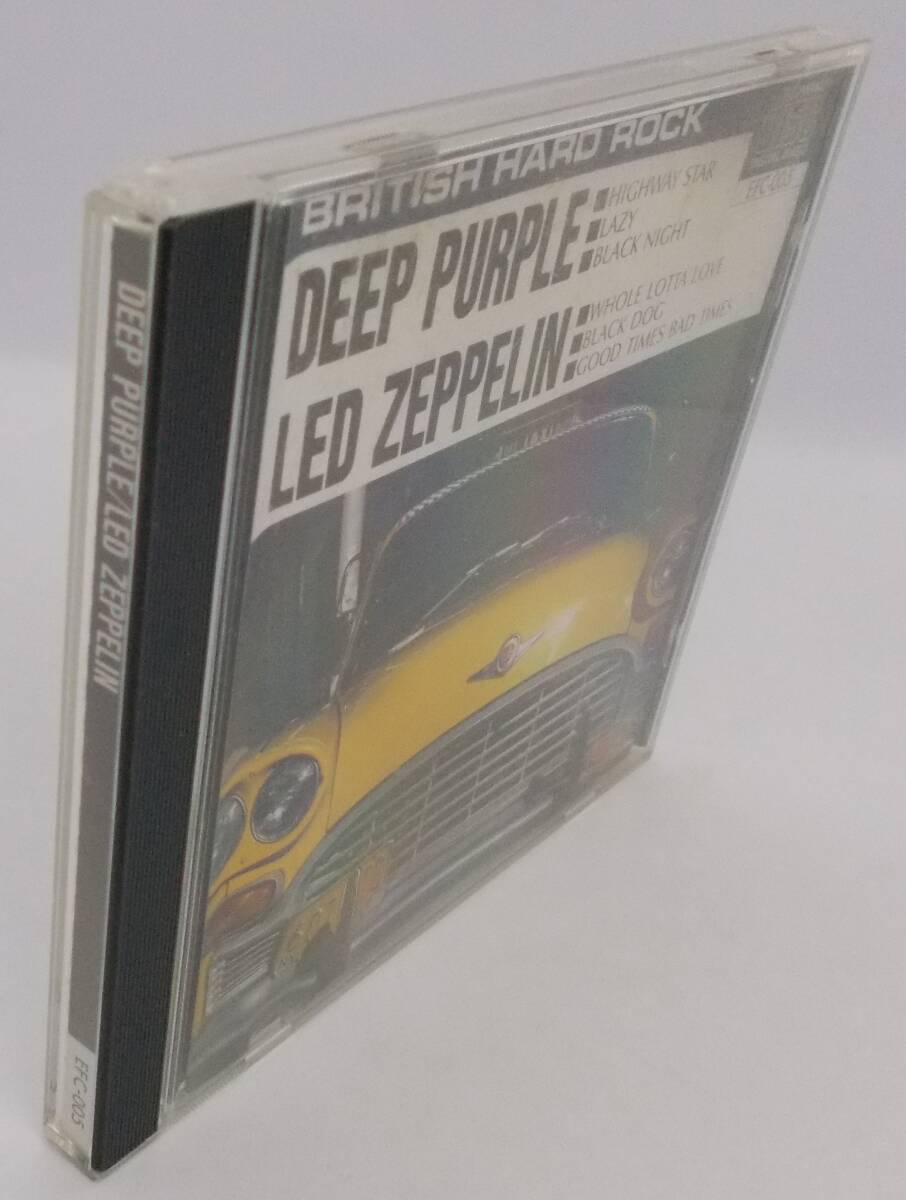 BRITISH HARD ROCK
EFC-005
DEEP PURPLE:
HIGHWAY STAR
LAZY
BLACK NIGHT
LED ZEPPELIN:
WHOLE LOTTA LOVE
BLACK DOG
GOOD TIMES BAD TIMES
DEEP PURPLE/LED ZEPPELIN
EFC-005